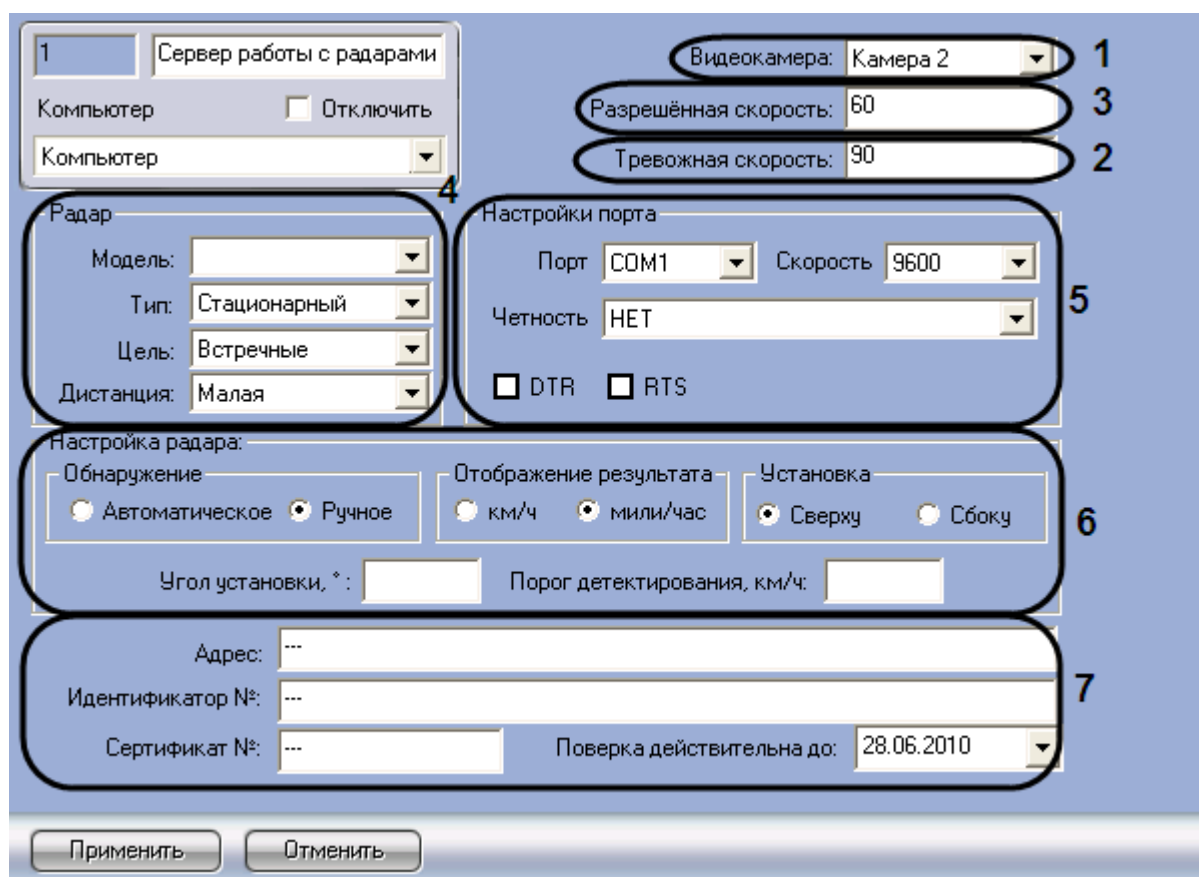 1 Сервер работы с радарами
Компьютер Отключить
Компьютер
Видеокамера: Камера 2 1
Разрешённая скорость: 60 3
Тревожная скорость: 90 2
4
Радар
Модель:
Тип: Стационарный
Цель: Встречные
Дистанция: Малая
Настройки порта
Порт COM1 Скорость 9600
Четность НЕТ
DTR RTS
5
Настройка радара:
Обнаружение
Автоматическое Ручное
Отображение результата
км/ч мили/час
Установка
Сверху Сбоку
6
Угол установки, ° : Порог детектирования, км/ч:
Адрес: ---
Идентификатор №: ---
7
Сертификат №: --- Поверка действительна до: 28.06.2010
Применить Отменить